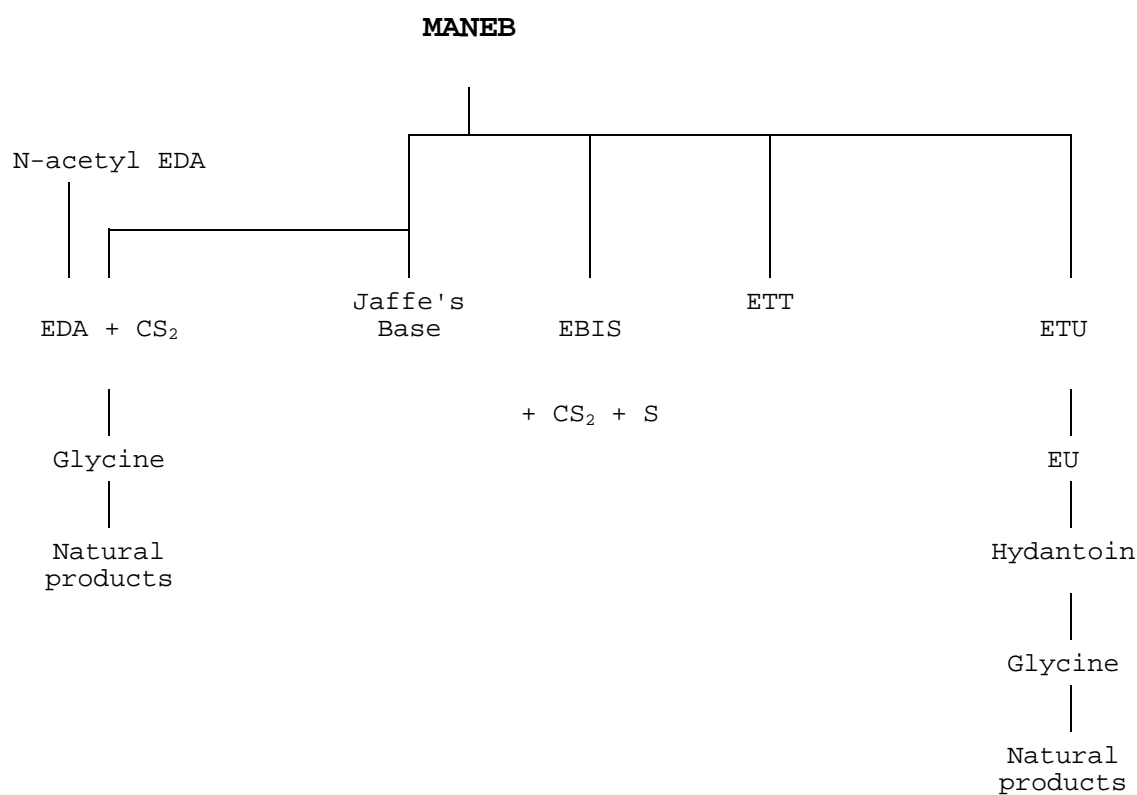 MANEB
N-acetyl EDA
Jaffe's
Base
ETT
EDA + CS₂
EBIS
ETU
+ CS₂ + S
Glycine
EU
Natural
products
Hydantoin
Glycine
Natural
products